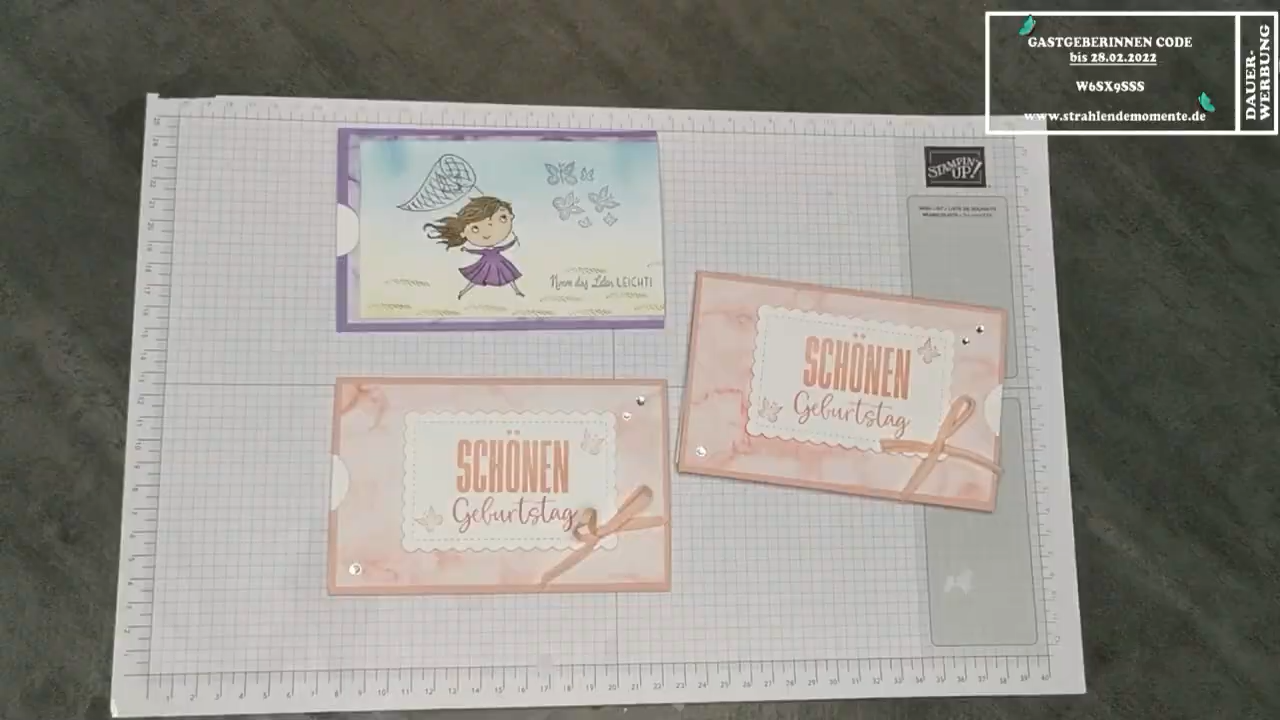 GASTGEBERINNEN CODE
bis 28.02.2022
W6SX9SSS
www.strahlendemomente.de
DAUER-
WERBUNG
STAMPIN' UP!
Nimm das Leben LEICHT!
SCHÖNEN
Geburtstag
SCHÖNEN
Geburtstag